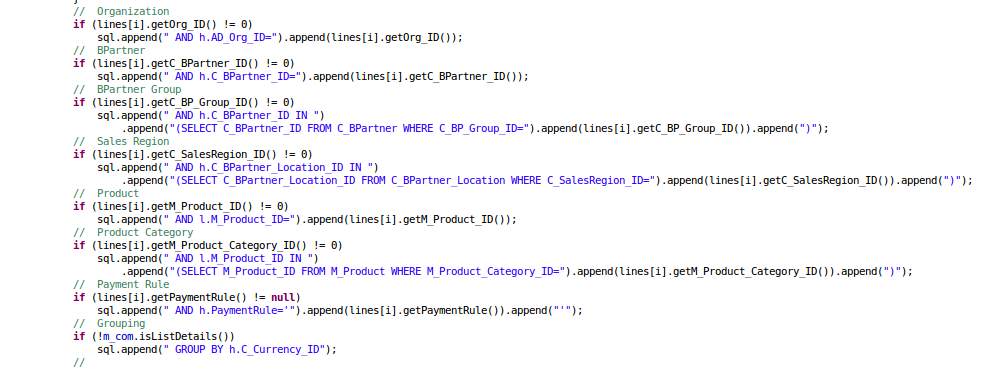 }
//  Organization
if (lines[i].getOrg_ID() != 0)
sql.append(" AND h.AD_Org_ID=").append(lines[i].getOrg_ID());
//  BPartner
if (lines[i].getC_BPartner_ID() != 0)
sql.append(" AND h.C_BPartner_ID=").append(lines[i].getC_BPartner_ID());
//  BPartner Group
if (lines[i].getC_BP_Group_ID() != 0)
sql.append(" AND h.C_BPartner_ID IN ")
.append("(SELECT C_BPartner_ID FROM C_BPartner WHERE C_BP_Group_ID=").append(lines[i].getC_BP_Group_ID()).append(")");
//  Sales Region
if (lines[i].getC_SalesRegion_ID() != 0)
sql.append(" AND h.C_BPartner_Location_ID IN ")
.append("(SELECT C_BPartner_Location_ID FROM C_BPartner_Location WHERE C_SalesRegion_ID=").append(lines[i].getC_SalesRegion_ID()).append(")");
//  Product
if (lines[i].getM_Product_ID() != 0)
sql.append(" AND l.M_Product_ID=").append(lines[i].getM_Product_ID());
//  Product Category
if (lines[i].getM_Product_Category_ID() != 0)
sql.append(" AND l.M_Product_ID IN ")
.append("(SELECT M_Product_ID FROM M_Product WHERE M_Product_Category_ID=").append(lines[i].getM_Product_Category_ID()).append(")");
//  Payment Rule
if (lines[i].getPaymentRule() != null)
sql.append(" AND h.PaymentRule='").append(lines[i].getPaymentRule()).append("'");
//  Grouping
if (!m_com.isListDetails())
sql.append(" GROUP BY h.C_Currency_ID");
//